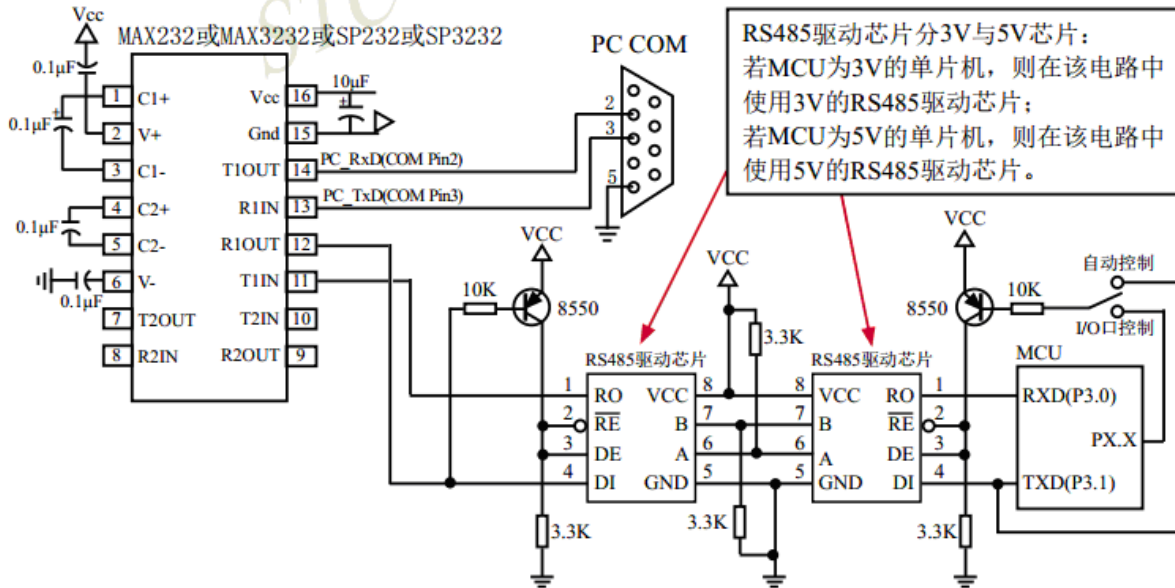 Vcc
MAX232或MAX3232或SP232或SP3232
0.1μF
0.1μF
0.1μF
0.1μF
1 C1+
2 V+
3 C1-
4 C2+
5 C2-
6 V-
7 T2OUT
8 R2IN
Vcc 16
Gnd 15
T1OUT 14
R1IN 13
R1OUT 12
T1IN 11
T2IN 10
R2OUT 9
10μF
+
+
STC
PC_RxD(COM Pin2)
PC_TxD(COM Pin3)
PC COM
2
3
5
RS485驱动芯片分3V与5V芯片：
若MCU为3V的单片机，则在该电路中
使用3V的RS485驱动芯片；
若MCU为5V的单片机，则在该电路中
使用5V的RS485驱动芯片。
VCC
10K
8550
VCC
3.3K
VCC
8550
10K
自动控制
I/O口控制
RS485驱动芯片
1 RO
2 RE
3 DE
4 DI
VCC 8
B 7
A 6
GND 5
3.3K
3.3K
RS485驱动芯片
8 VCC
7 B
6 A
5 GND
RO 1
RE 2
DE 3
DI 4
3.3K
MCU
RXD(P3.0)
PX.X
TXD(P3.1)